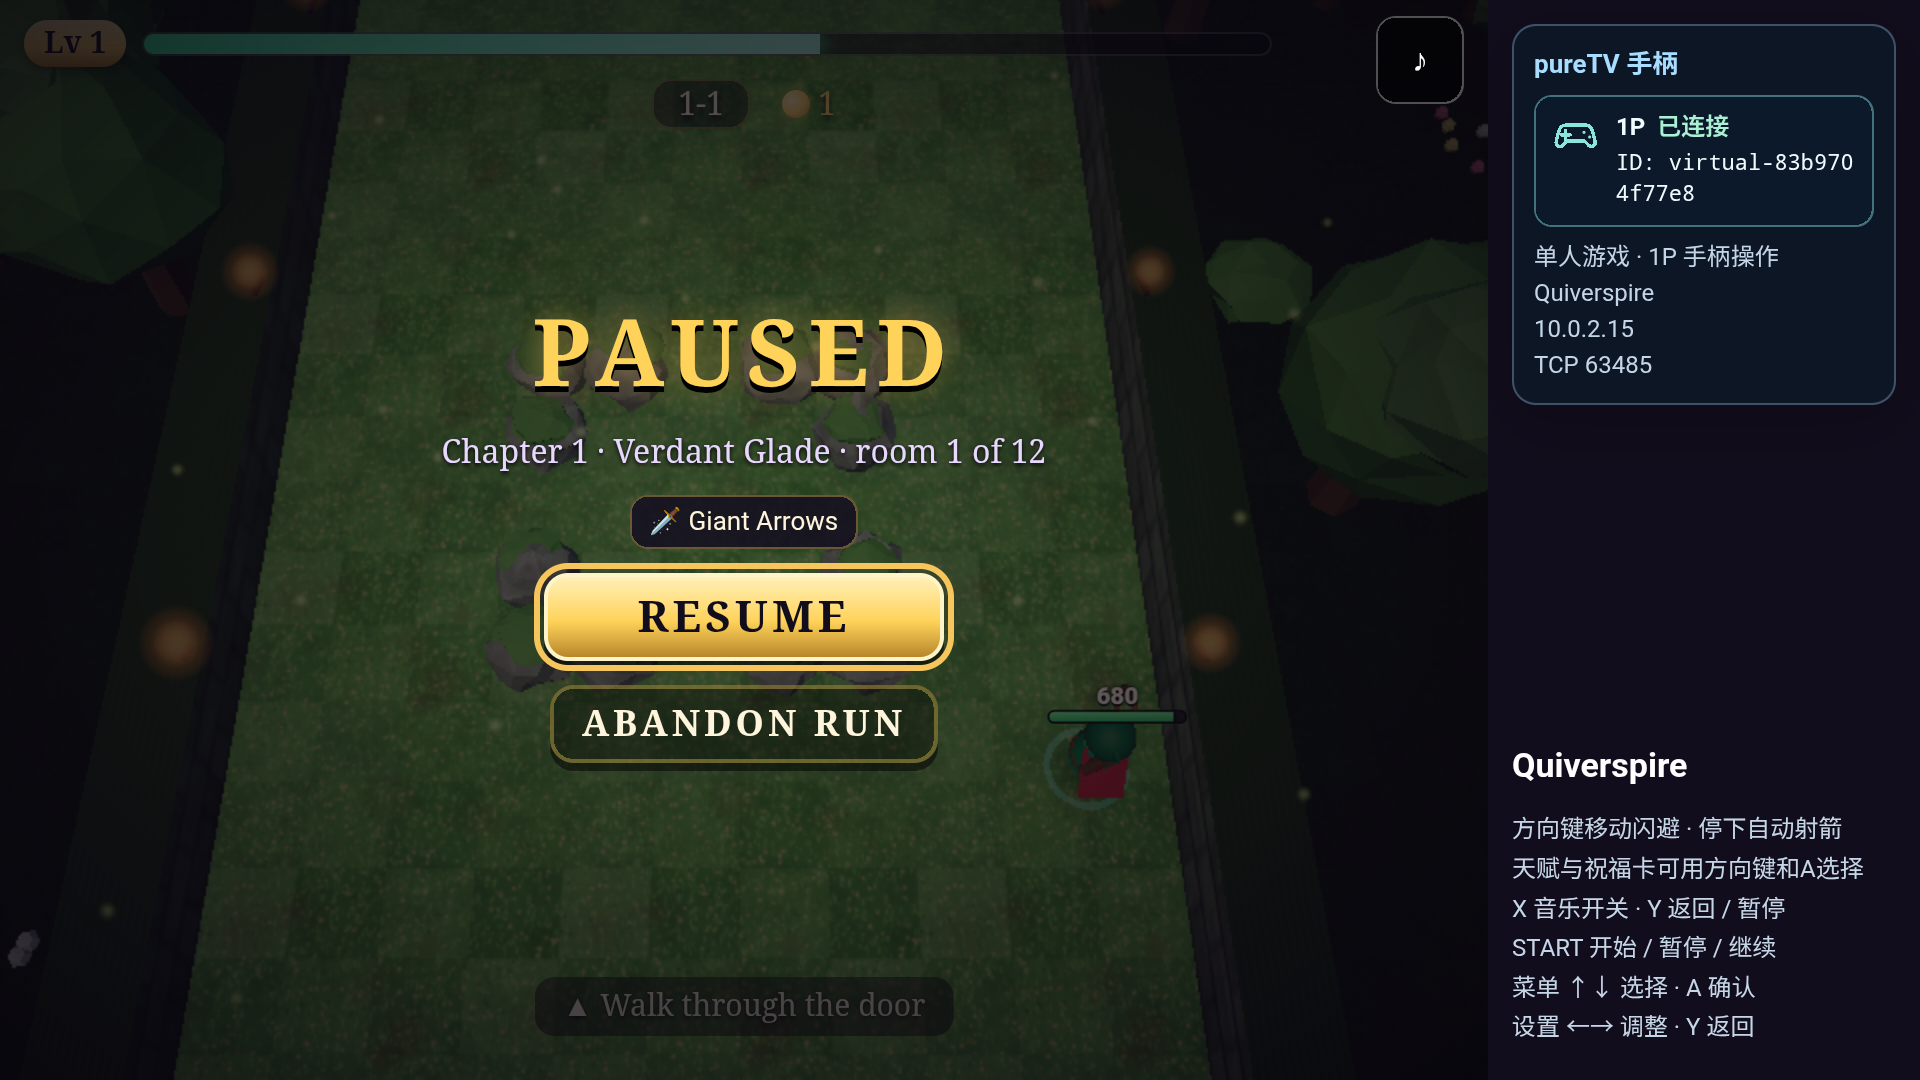 Lv 1
♪
1-1
1
PAUSED
Chapter 1 · Verdant Glade · room 1 of 12
Giant Arrows
RESUME
ABANDON RUN
680
▲ Walk through the door
pureTV 手柄
1P 已连接
ID: virtual-83b970
4f77e8
单人游戏 · 1P 手柄操作
Quiverspire
10.0.2.15
TCP 63485
Quiverspire
方向键移动闪避 · 停下自动射箭
天赋与祝福卡可用方向键和A选择
X 音乐开关 · Y 返回 / 暂停
START 开始 / 暂停 / 继续
菜单 ↑↓ 选择 · A 确认
设置 ←→ 调整 · Y 返回